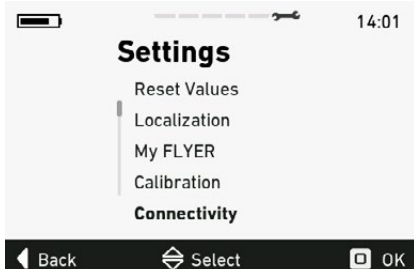 14:01
Settings
Reset Values
Localization
My FLYER
Calibration
Connectivity
Back Select OK